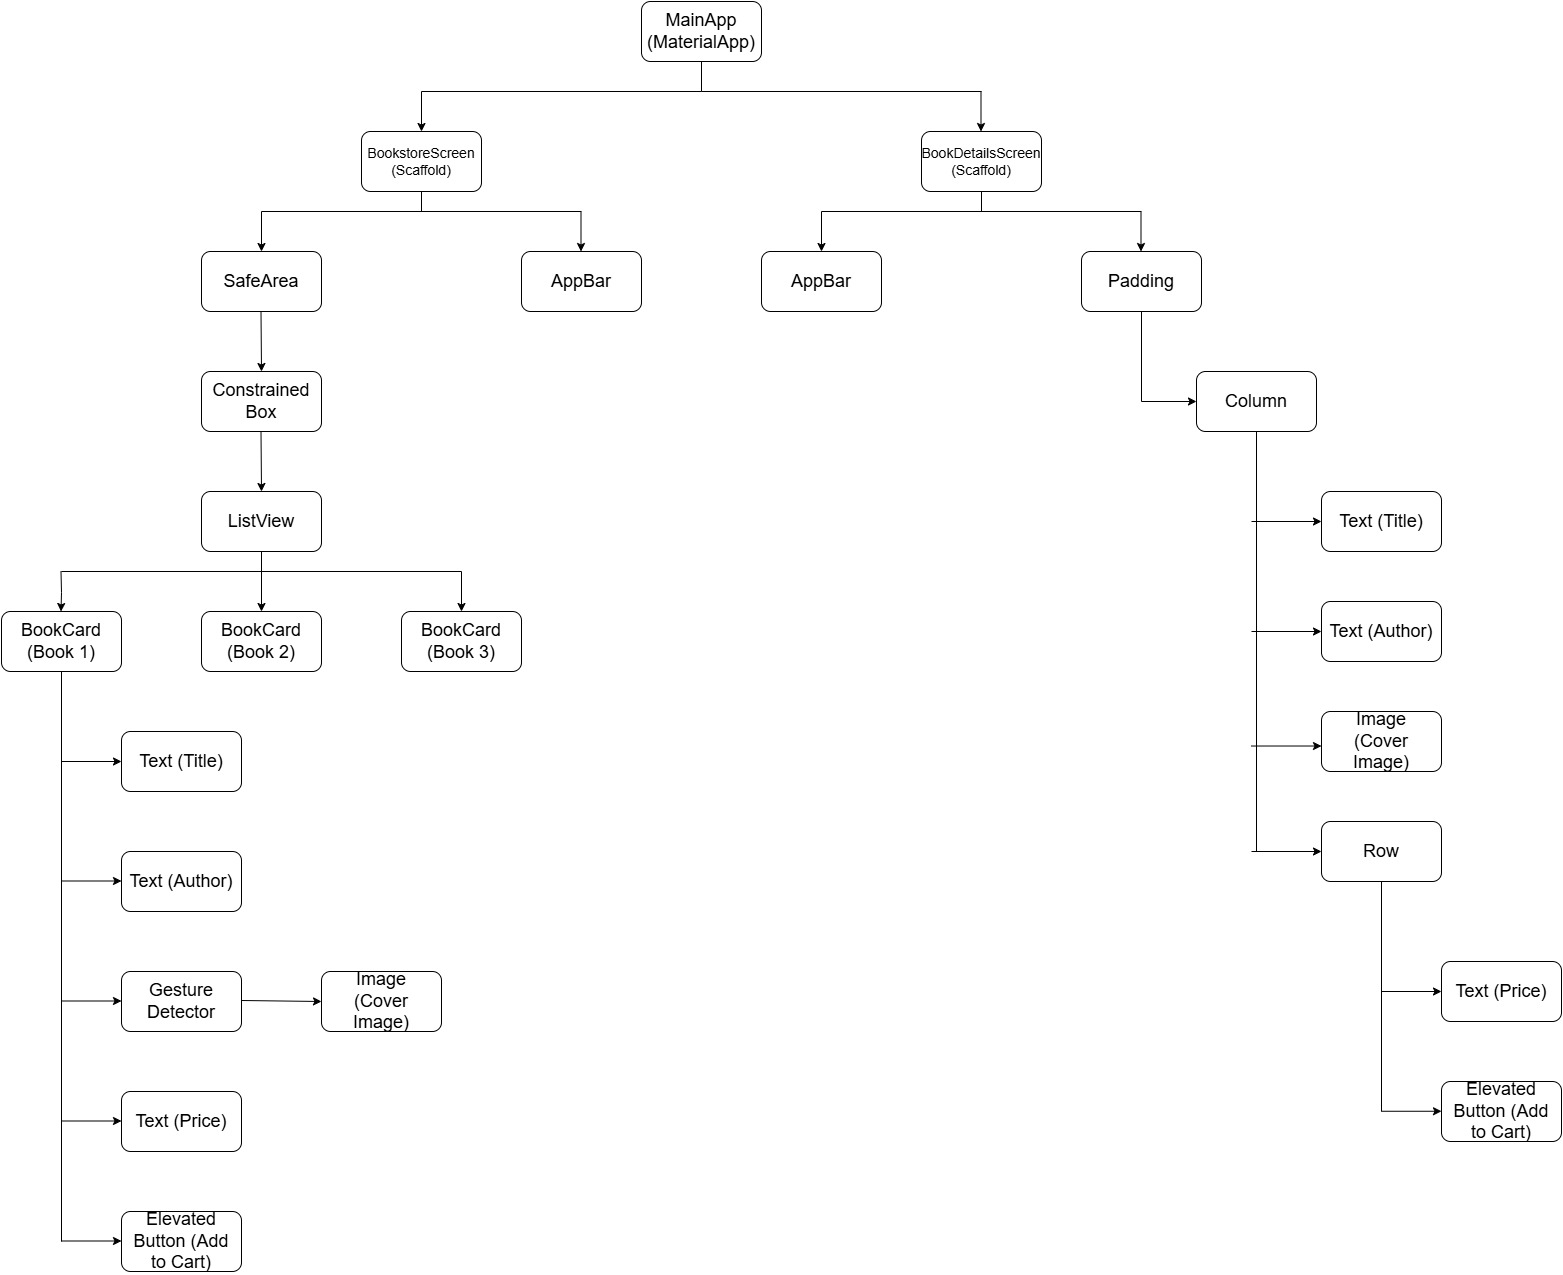 MainApp
(MaterialApp)
BookstoreScreen
(Scaffold)
BookDetailsScreen
(Scaffold)
SafeArea
AppBar
AppBar
Padding
Constrained
Box
Column
ListView
Text (Title)
BookCard
(Book 1)
BookCard
(Book 2)
BookCard
(Book 3)
Text (Author)
Image
(Cover
Image)
Row
Text (Title)
Text (Author)
Gesture
Detector
Image
(Cover
Image)
Text (Price)
Text (Price)
Elevated
Button (Add
to Cart)
Elevated
Button (Add
to Cart)